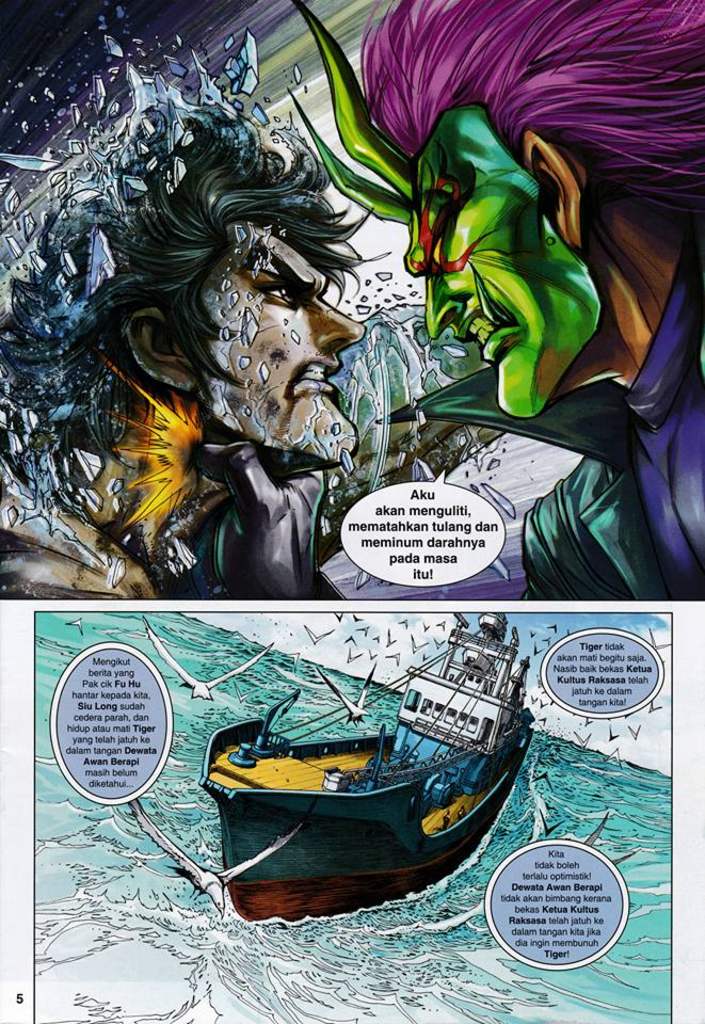 Aku
akan menguliti,
mematahkan tulang dan
meminum darahnya
pada masa
itu!
Mengikut
berita yang
Pak cik Fu Hu
hantar kepada kita,
Siu Long sudah
cedera parah, dan
hidup atau mati Tiger
yang telah jatuh ke
dalam tangan Dewata
Awan Berapi
masih belum
diketahui...
Tiger tidak
akan mati begitu saja.
Nasib baik bekas Ketua
Kultus Raksasa telah
jatuh ke dalam
tangan kita!
Kita
tidak boleh
terlalu optimistik!
Dewata Awan Berapi
tidak akan bimbang kerana
bekas Ketua Kultus
Raksasa telah jatuh ke
dalam tangan kita jika
dia ingin membunuh
Tiger!
5